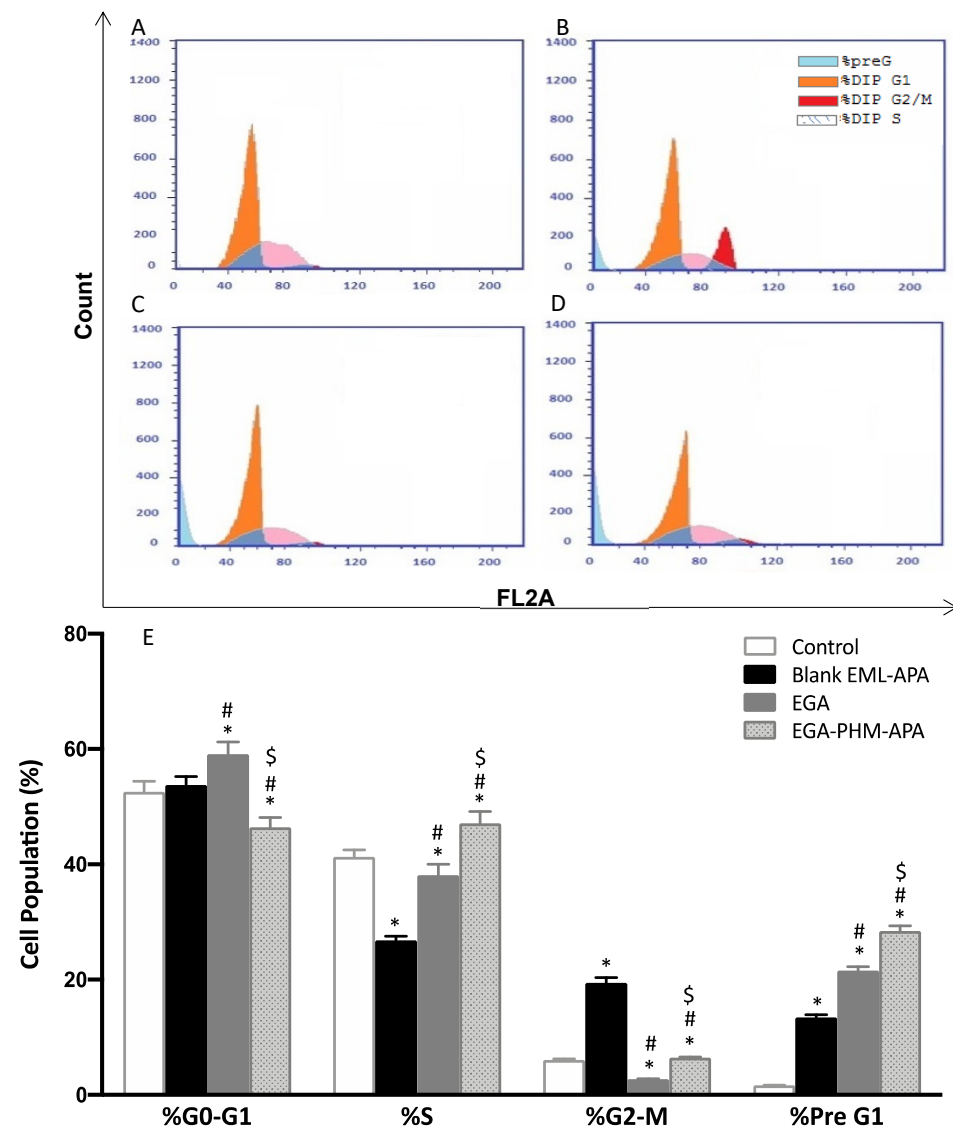 A
1400
1200
800
600
400
200
0
0 40 80 120 160 200
B
1400
1200
800
600
400
200
0
0 40 80 120 160 200
%preG
%DIP G1
%DIP G2/M
%DIP S
Count
C
1400
1200
800
600
400
200
0
0 40 80 120 160 200
D
1400
1200
800
600
400
200
0
0 40 80 120 160 200
FL2A
E
80
60
40
20
0
Cell Population (%)
Control
Blank EML-APA
EGA
EGA-PHM-APA
#
*
$
#
*
*
#
*
$
#
*
*
#
*
$
#
*
*
#
*
$
#
*
%G0-G1 %S %G2-M %Pre G1